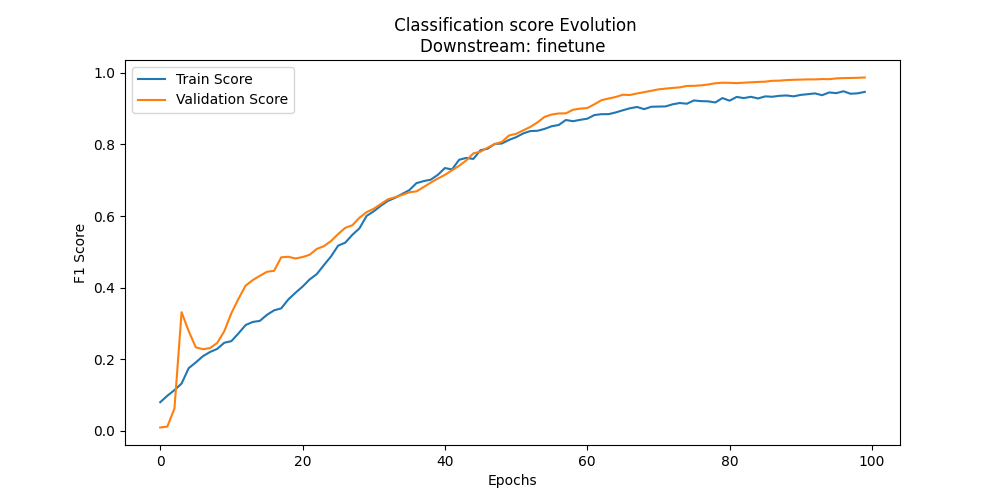 Classification score Evolution
Downstream: finetune
Train Score
Validation Score
1.0
0.8
0.6
0.4
0.2
0.0
F1 Score
0 20 40 60 80 100
Epochs